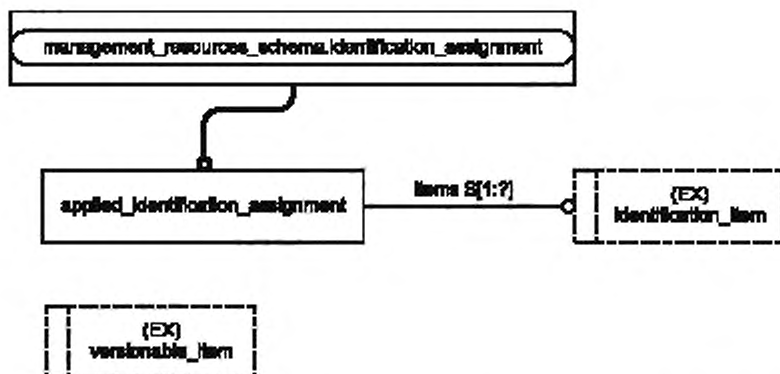 management_resources_schema.identification_assignment
applied_identification_assignment
items S[1:?]
(EX)
identification_item
(EX)
versionable_item